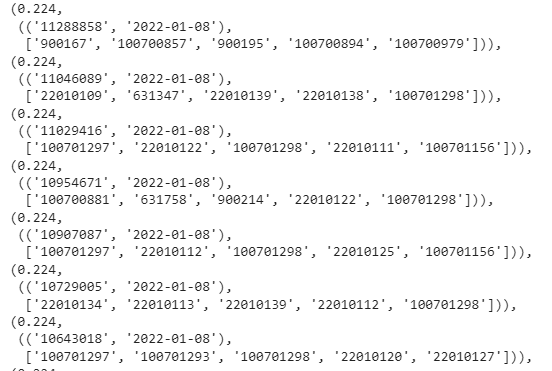 (0.224,
(('11288858', '2022-01-08'),
['900167', '100700857', '900195', '100700894', '100700979'])),
(0.224,
(('11046089', '2022-01-08'),
['22010109', '631347', '22010139', '22010138', '100701298'])),
(0.224,
(('11029416', '2022-01-08'),
['100701297', '22010122', '100701298', '22010111', '100701156'])),
(0.224,
(('10954671', '2022-01-08'),
['100700881', '631758', '900214', '22010122', '100701298'])),
(0.224,
(('10907087', '2022-01-08'),
['100701297', '22010112', '100701298', '22010125', '100701156'])),
(0.224,
(('10729005', '2022-01-08'),
['22010134', '22010113', '22010139', '22010112', '100701298'])),
(0.224,
(('10643018', '2022-01-08'),
['100701297', '100701293', '100701298', '22010120', '22010127'])),
(0.224,